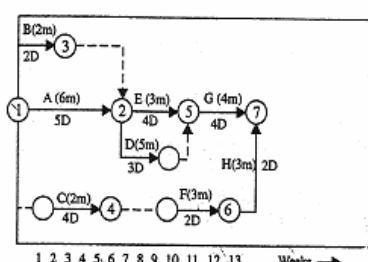 B(2m)
3
2D
A (6m) E (3m) G (4m)
1 2 5 7
5D 4D 4D
D(5m)
3D
H(3m) 2D
C(2m) F(3m)
4 6
4D 2D
1 2 3 4 5 6 7 8 9 10 11 12 13 Weeks